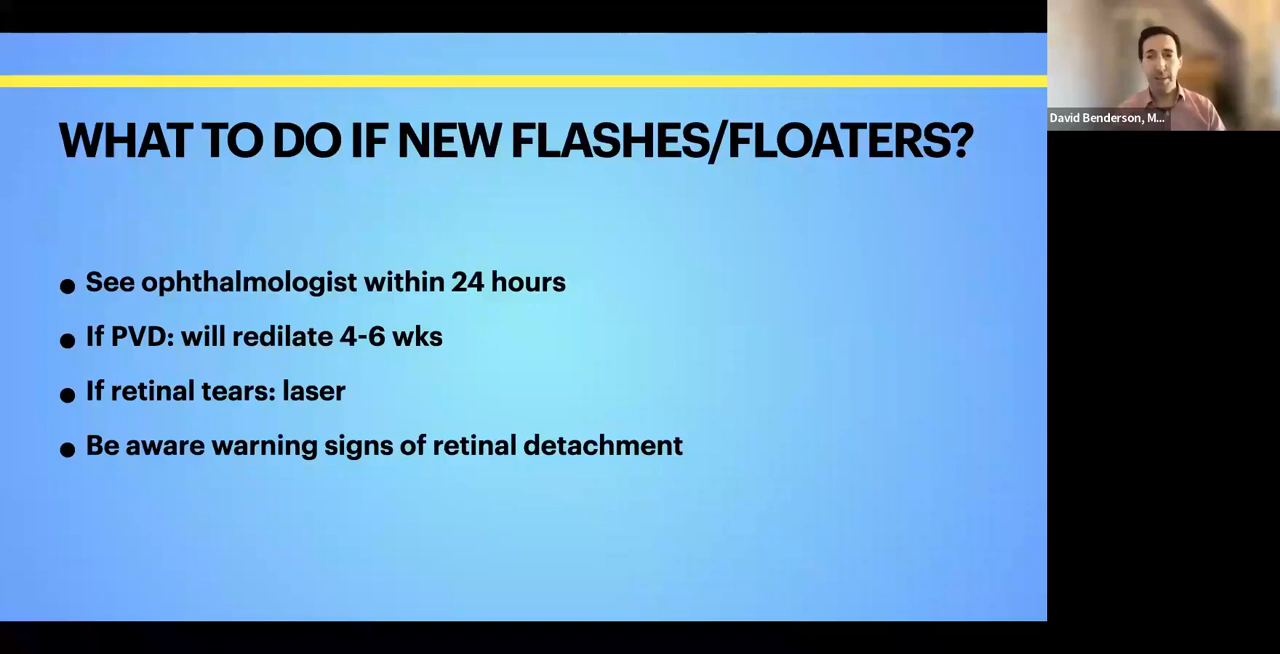 WHAT TO DO IF NEW FLASHES/FLOATERS?
• See ophthalmologist within 24 hours
• If PVD: will redilate 4-6 wks
• If retinal tears: laser
• Be aware warning signs of retinal detachment
David Benderson, M...